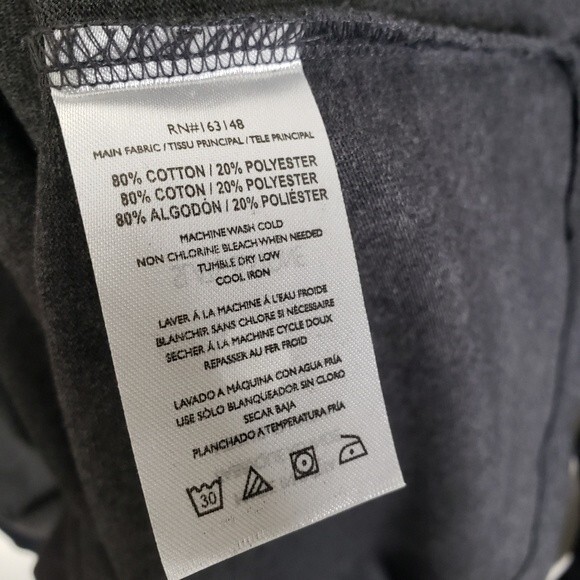 RN#163148
MAIN FABRIC / TISSU PRINCIPAL / TELE PRINCIPAL
80% COTTON / 20% POLYESTER
80% COTON / 20% POLYESTER
80% ALGODÓN / 20% POLIÉSTER
MACHINE WASH COLD
NON CHLORINE BLEACH WHEN NEEDED
TUMBLE DRY LOW
COOL IRON
LAVER Á LA MACHINE Á L'EAU FROIDE
BLANCHIR SANS CHLORE SI NÉCESSAIRE
SECHER Á LA MACHINE CYCLE DOUX
REPASSER AU FER FROID
LAVADO A MÁQUINA CON AGUA FRÍA
USE SÓLO BLANQUEADOR SIN CLORO
SECAR BAJA
PLANCHADO A TEMPERATURA FRÍA
30